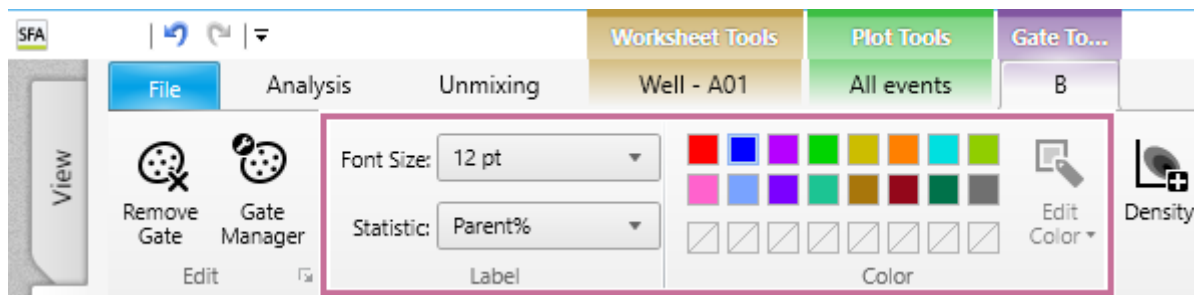 SFA
Worksheet Tools Plot Tools Gate To...
File Analysis Unmixing Well - A01 All events B
View
Remove Gate
Gate Manager
Edit
Font Size: 12 pt
Statistic: Parent%
Label
Edit Color
Color
Density